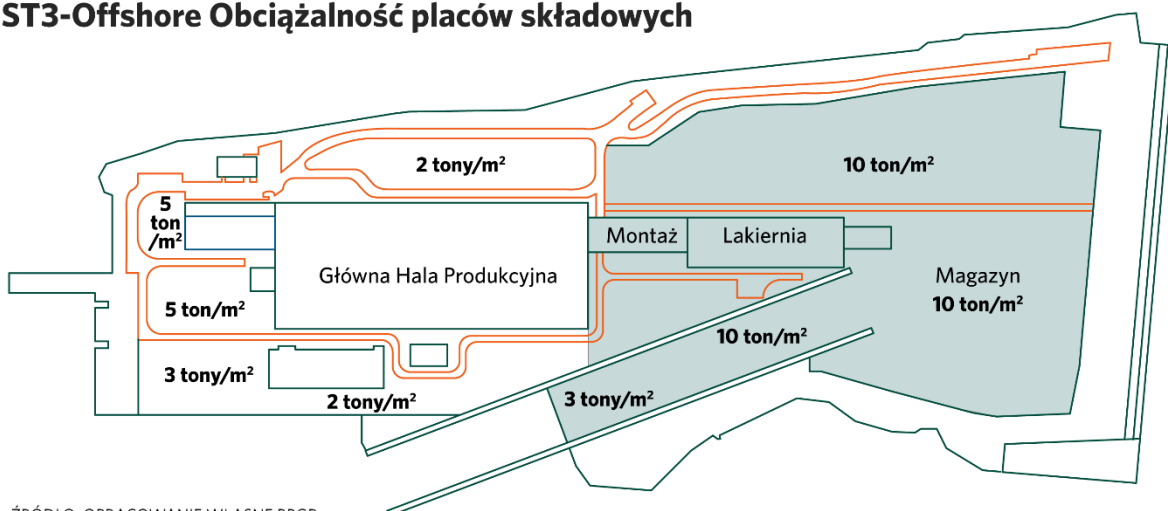 ST3-Offshore Obciążalność placów składowych
2 tony/m²
10 ton/m²
5
ton
/m²
Montaż
Lakiernia
Główna Hala Produkcyjna
Magazyn
10 ton/m²
5 ton/m²
10 ton/m²
3 tony/m²
2 tony/m²
3 tony/m²